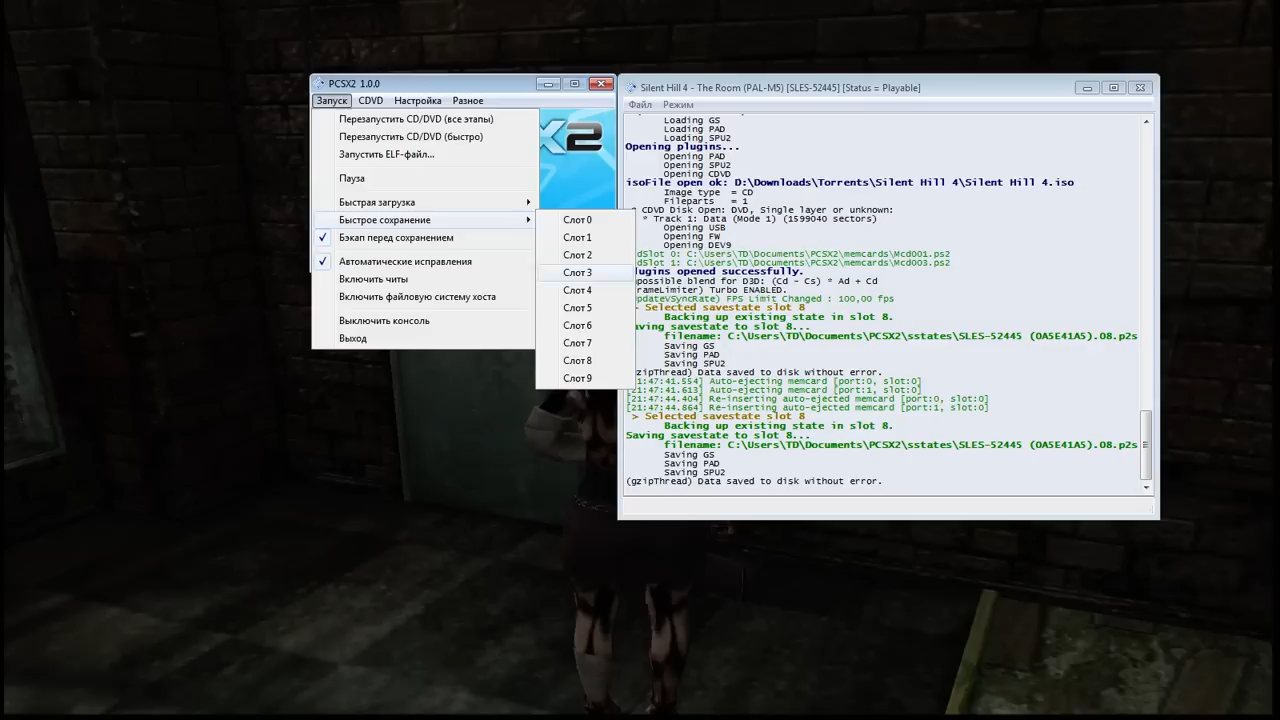 PCSX2 1.0.0
Запуск CDVD Настройка Разное
Перезапустить CD/DVD (все этапы)
Перезапустить CD/DVD (быстро)
Запустить ELF-файл...
Пауза
Быстрая загрузка
Быстрое сохранение
Бэкап перед сохранением
Автоматические исправления
Включить читы
Включить файловую систему хоста
Выключить консоль
Выход
X2
Слот 0
Слот 1
Слот 2
Слот 3
Слот 4
Слот 5
Слот 6
Слот 7
Слот 8
Слот 9
Silent Hill 4 - The Room (PAL-M5) [SLES-52445] [Status = Playable]
Файл Режим
Loading GS
Loading PAD
Loading SPU2
Opening plugins...
Opening PAD
Opening SPU2
Opening CDVD
isoFile open ok: D:\Downloads\Torrents\Silent Hill 4\Silent Hill 4.iso
Image type = CD
Fileparts = 1
* CDVD Disk Open: DVD, Single layer or unknown:
* Track 1: Data (Mode 1) (1599040 sectors)
Opening USB
Opening FW
Opening DEV9
dSlot 0: C:\Users\TD\Documents\PCSX2\memcards\Mcd001.ps2
dSlot 1: C:\Users\TD\Documents\PCSX2\memcards\Mcd003.ps2
lugins opened successfully.
possible blend for D3D: (Cd - Cs) * Ad + Cd
rameLimiter) Turbo ENABLED.
UpdateVSyncRate) FPS Limit Changed : 100,00 fps
> Selected savestate slot 8
Backing up existing state in slot 8.
aving savestate to slot 8...
filename: C:\Users\TD\Documents\PCSX2\sstates\SLES-52445 (0A5E41A5).08.p2s
Saving GS
Saving PAD
Saving SPU2
gzipThread) Data saved to disk without error.
[21:47:41.554] Auto-ejecting memcard [port:0, slot:0]
[21:47:41.613] Auto-ejecting memcard [port:1, slot:0]
[21:47:44.404] Re-inserting auto-ejected memcard [port:0, slot:0]
[21:47:44.864] Re-inserting auto-ejected memcard [port:1, slot:0]
> Selected savestate slot 8
Backing up existing state in slot 8.
Saving savestate to slot 8...
filename: C:\Users\TD\Documents\PCSX2\sstates\SLES-52445 (0A5E41A5).08.p2s
Saving GS
Saving PAD
Saving SPU2
(gzipThread) Data saved to disk without error.